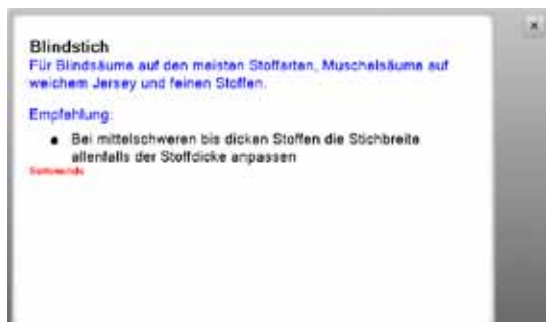 Blindstich
Für Blindsäume auf den meisten Stoffarten, Muschelsäume auf
weichem Jersey und feinen Stoffen.
Empfehlung:
Bei mittelschweren bis dicken Stoffen die Stichbreite
allenfalls der Stoffdicke anpassen